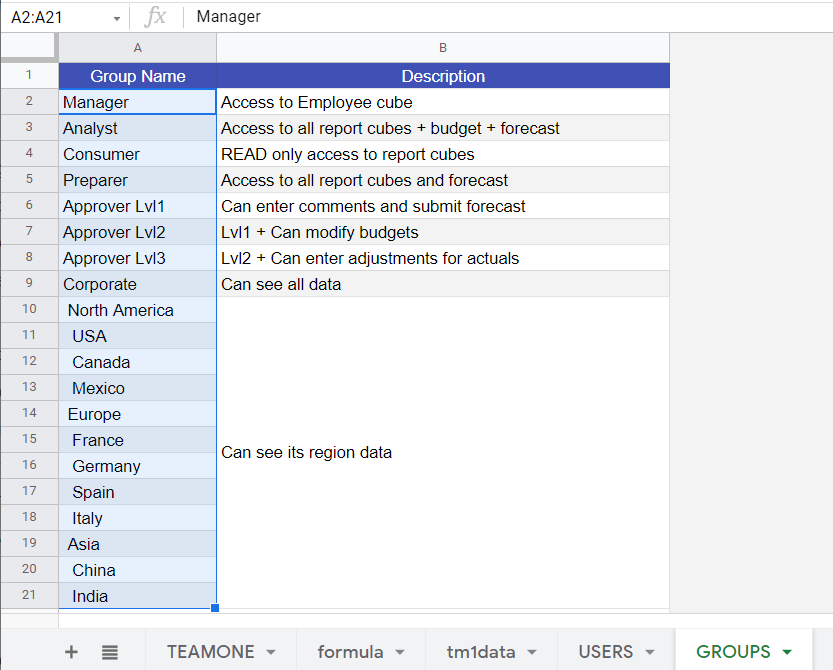 A2:A21 fx Manager
A B
1 Group Name Description
2 Manager Access to Employee cube
3 Analyst Access to all report cubes + budget + forecast
4 Consumer READ only access to report cubes
5 Preparer Access to all report cubes and forecast
6 Approver Lvl1 Can enter comments and submit forecast
7 Approver Lvl2 Lvl1 + Can modify budgets
8 Approver Lvl3 Lvl2 + Can enter adjustments for actuals
9 Corporate Can see all data
10 North America
11 USA
12 Canada
13 Mexico
14 Europe
15 France
Can see its region data
16 Germany
17 Spain
18 Italy
19 Asia
20 China
21 India
+ TEAMONE formula tm1data USERS GROUPS